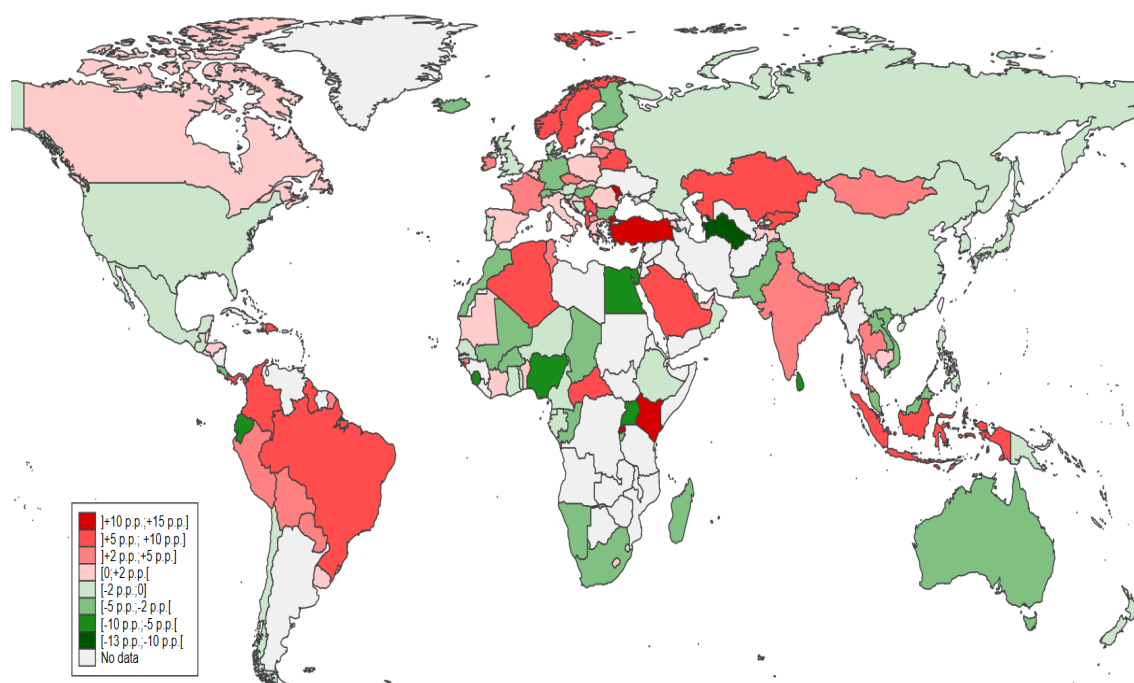 ]+10 p.p.;+15 p.p.]
]+5 p.p.; +10 p.p.]
]+2 p.p.;+5 p.p.]
[0;+2 p.p.[
[-2 p.p.;0]
[-5 p.p.;-2 p.p.[
[-10 p.p.;-5 p.p.[
[-13 p.p.;-10 p.p.[
No data